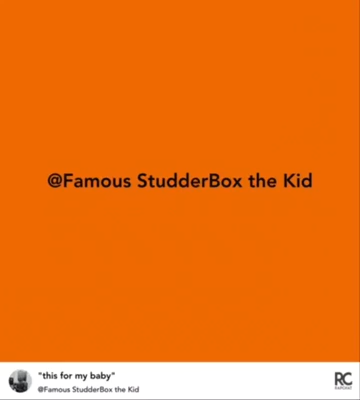 @Famous StudderBox the Kid
"this for my baby"
@Famous StudderBox the Kid
RC